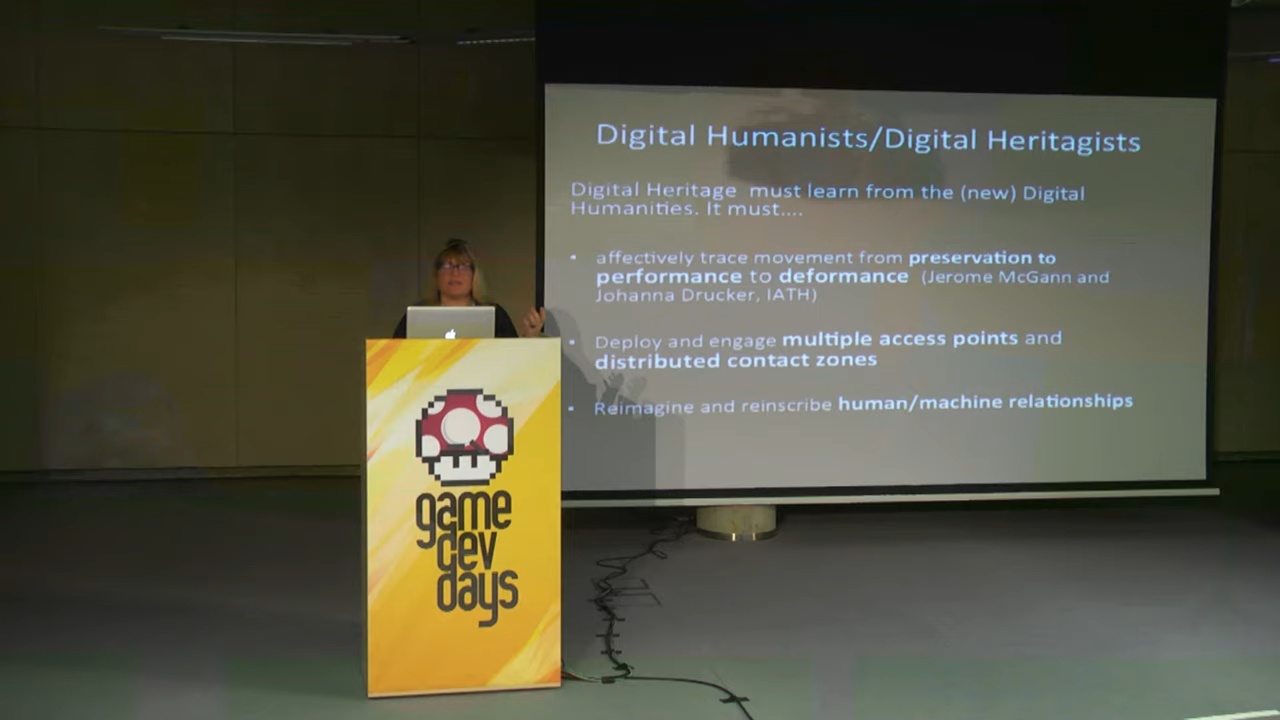 Digital Humanists/Digital Heritagists
Digital Heritage must learn from the (new) Digital
Humanities. It must....
• affectively trace movement from preservation to
performance to deformance (Jerome McGann and
Johanna Drucker, IATH)
• Deploy and engage multiple access points and
distributed contact zones
• Reimagine and reinscribe human/machine relationships
game
dev
days